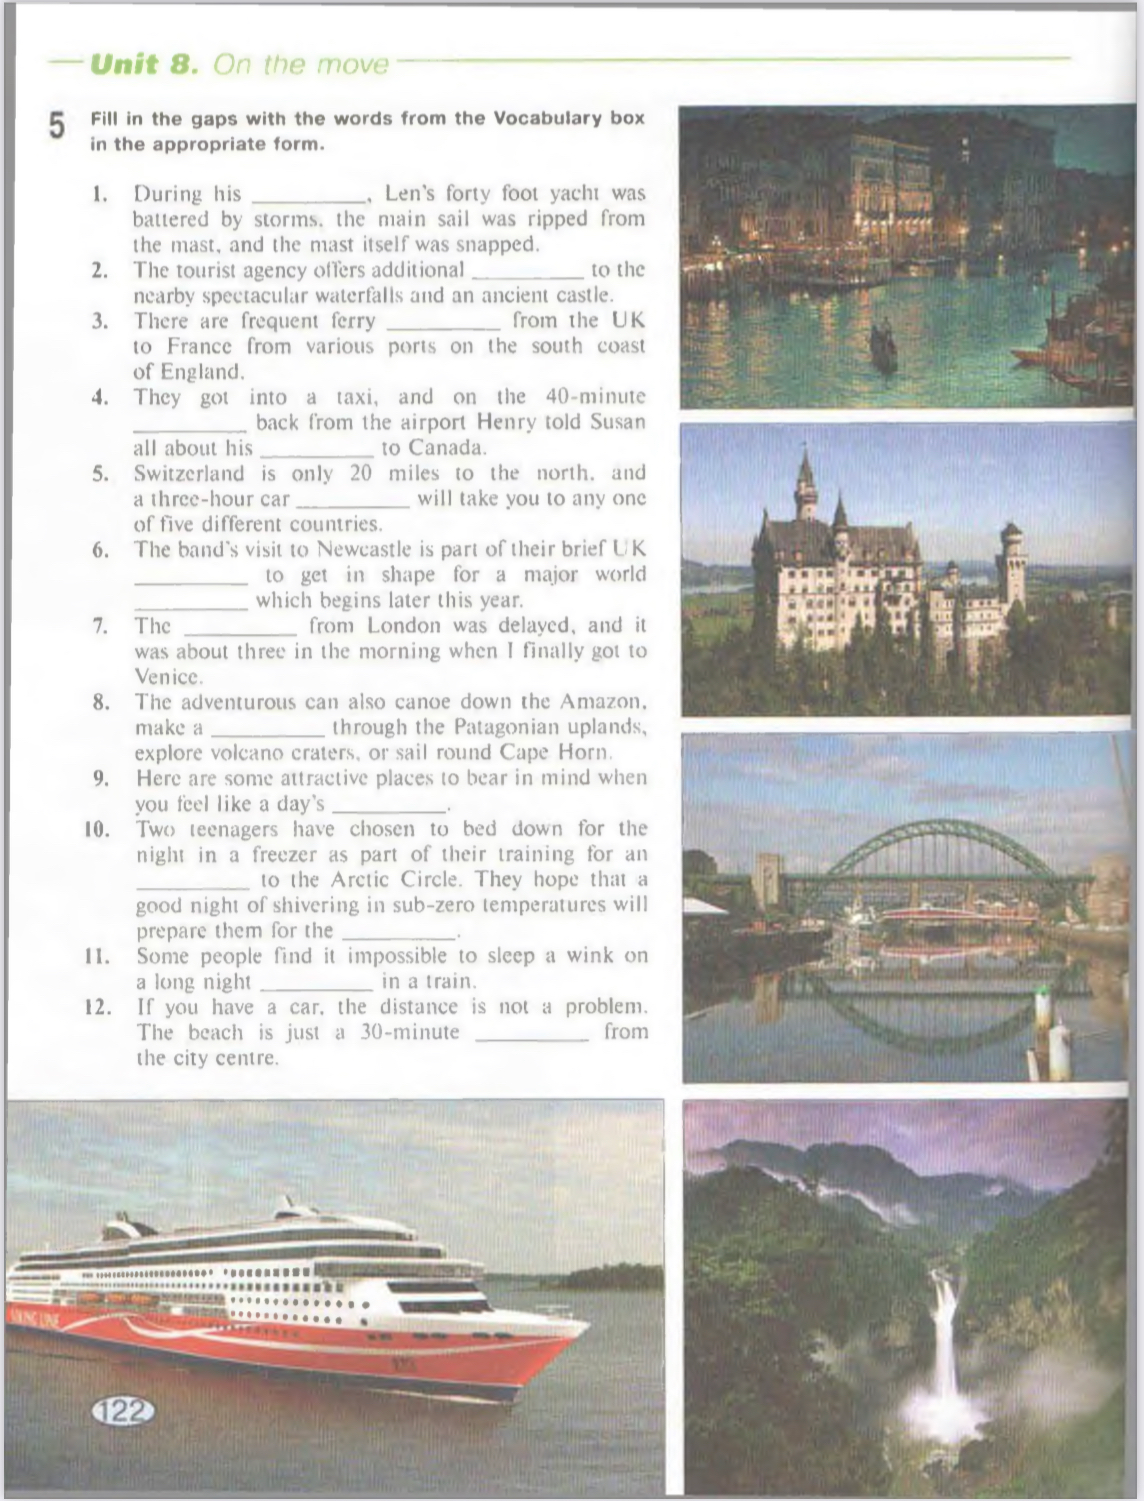 Unit 8. On the move
5 Fill in the gaps with the words from the Vocabulary box
in the appropriate form.
1. During his __________, Len's forty foot yacht was
battered by storms, the main sail was ripped from
the mast, and the mast itself was snapped.
2. The tourist agency offers additional __________ to the
nearby spectacular waterfalls and an ancient castle.
3. There are frequent ferry __________ from the UK
to France from various ports on the south coast
of England.
4. They got into a taxi, and on the 40-minute
__________ back from the airport Henry told Susan
all about his __________ to Canada.
5. Switzerland is only 20 miles to the north, and
a three-hour car __________ will take you to any one
of five different countries.
6. The band's visit to Newcastle is part of their brief UK
__________ to get in shape for a major world
__________ which begins later this year.
7. The __________ from London was delayed, and it
was about three in the morning when I finally got to
Venice.
8. The adventurous can also canoe down the Amazon,
make a __________ through the Patagonian uplands,
explore volcano craters, or sail round Cape Horn.
9. Here are some attractive places to bear in mind when
you feel like a day's __________.
10. Two teenagers have chosen to bed down for the
night in a freezer as part of their training for an
__________ to the Arctic Circle. They hope that a
good night of shivering in sub-zero temperatures will
prepare them for the __________.
11. Some people find it impossible to sleep a wink on
a long night __________ in a train.
12. If you have a car, the distance is not a problem.
The beach is just a 30-minute __________ from
the city centre.
VIKING LINE
122